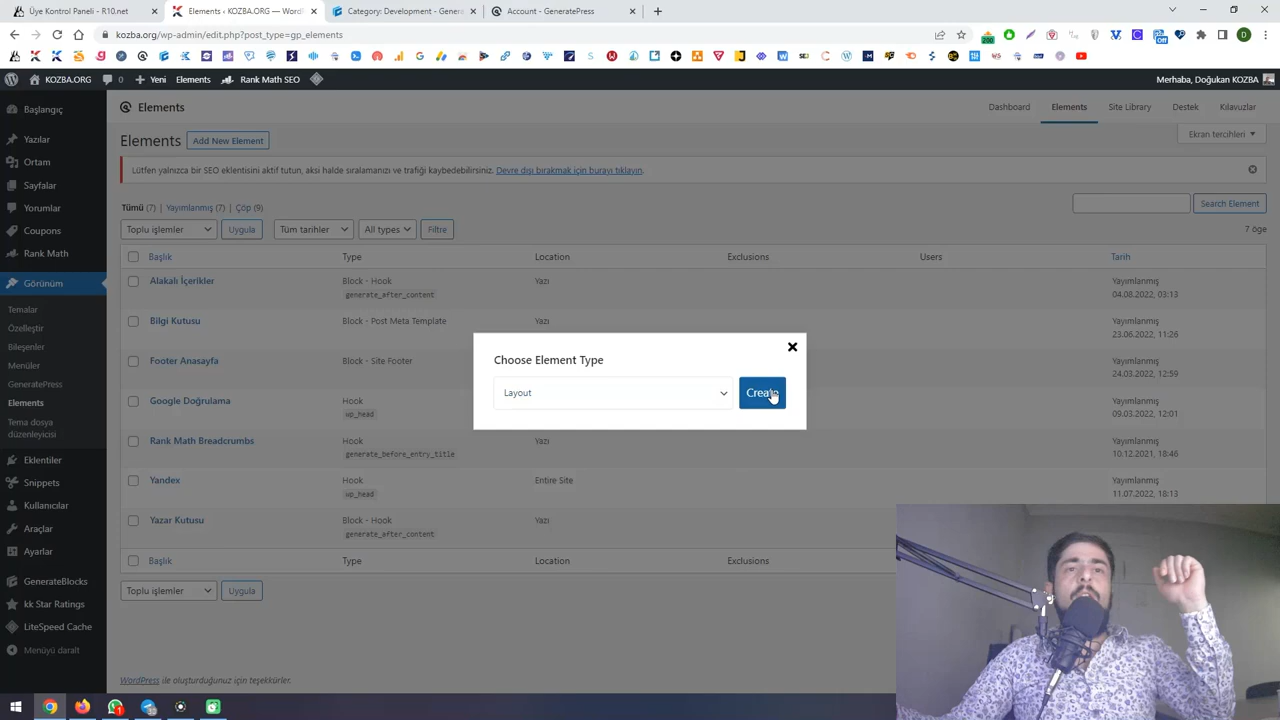 Üye Kontrol Paneli - R10.net
Elements ‹ KOZBA.ORG — WordPr
Category: Development - Generat
Account - GeneratePress
kozba.org/wp-admin/edit.php?post_type=gp_elements
KOZBA.ORG
0
Yeni
Elements
Rank Math SEO
Merhaba, Doğukan KOZBA
Başlangıç
Yazılar
Ortam
Sayfalar
Yorumlar
Coupons
Rank Math
Görünüm
Temalar
Özelleştir
Bileşenler
Menüler
GeneratePress
Elements
Tema dosya
düzenleyicisi
Eklentiler
Snippets
Kullanıcılar
Araçlar
Ayarlar
GenerateBlocks
kk Star Ratings
LiteSpeed Cache
Menüyü daralt
Elements
Dashboard
Elements
Site Library
Destek
Kılavuzlar
Elements
Add New Element
Ekran tercihleri
Lütfen yalnızca bir SEO eklentisini aktif tutun, aksi halde sıralamanızı ve trafiği kaybedebilirsiniz. Devre dışı bırakmak için burayı tıklayın.
Tümü (7) | Yayımlanmış (7) | Çöp (9)
Search Element
Toplu işlemler
Uygula
Tüm tarihler
All types
Filtre
7 öge
Başlık
Type
Location
Exclusions
Users
Tarih
Alakalı İçerikler
Block - Hook
generate_after_content
Yazı
Yayımlanmış
04.08.2022, 03:13
Bilgi Kutusu
Block - Post Meta Template
Yazı
Yayımlanmış
23.06.2022, 11:26
Footer Anasayfa
Block - Site Footer
Yayımlanmış
24.03.2022, 12:59
Google Doğrulama
Hook
wp_head
Yayımlanmış
09.03.2022, 12:01
Rank Math Breadcrumbs
Hook
generate_before_entry_title
Yazı
Yayımlanmış
10.12.2021, 18:46
Yandex
Hook
wp_head
Entire Site
Yayımlanmış
11.07.2022, 18:13
Yazar Kutusu
Block - Hook
generate_after_content
Yazı
Choose Element Type
Layout
Create
Başlık
Type
Location
Exclusions
Toplu işlemler
Uygula
WordPress ile oluşturduğunuz için teşekkürler.